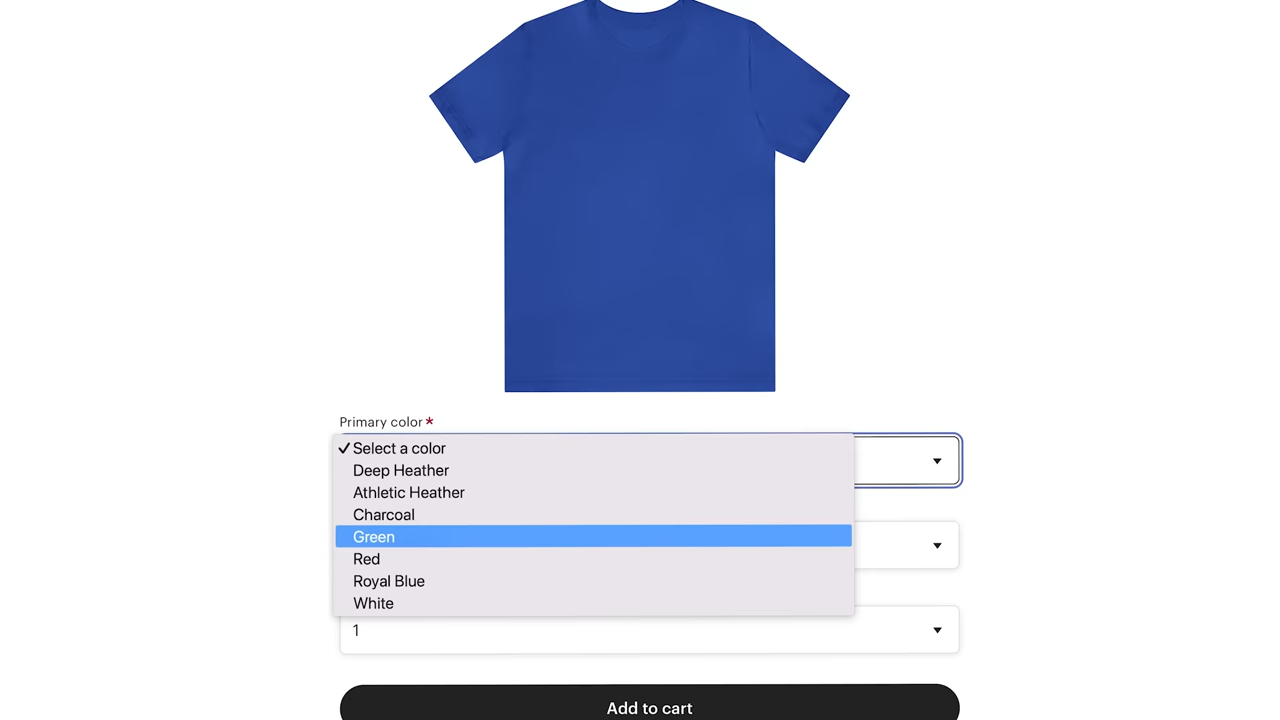 Primary color *
✓ Select a color
Deep Heather
Athletic Heather
Charcoal
Green
Red
Royal Blue
White
1
Add to cart